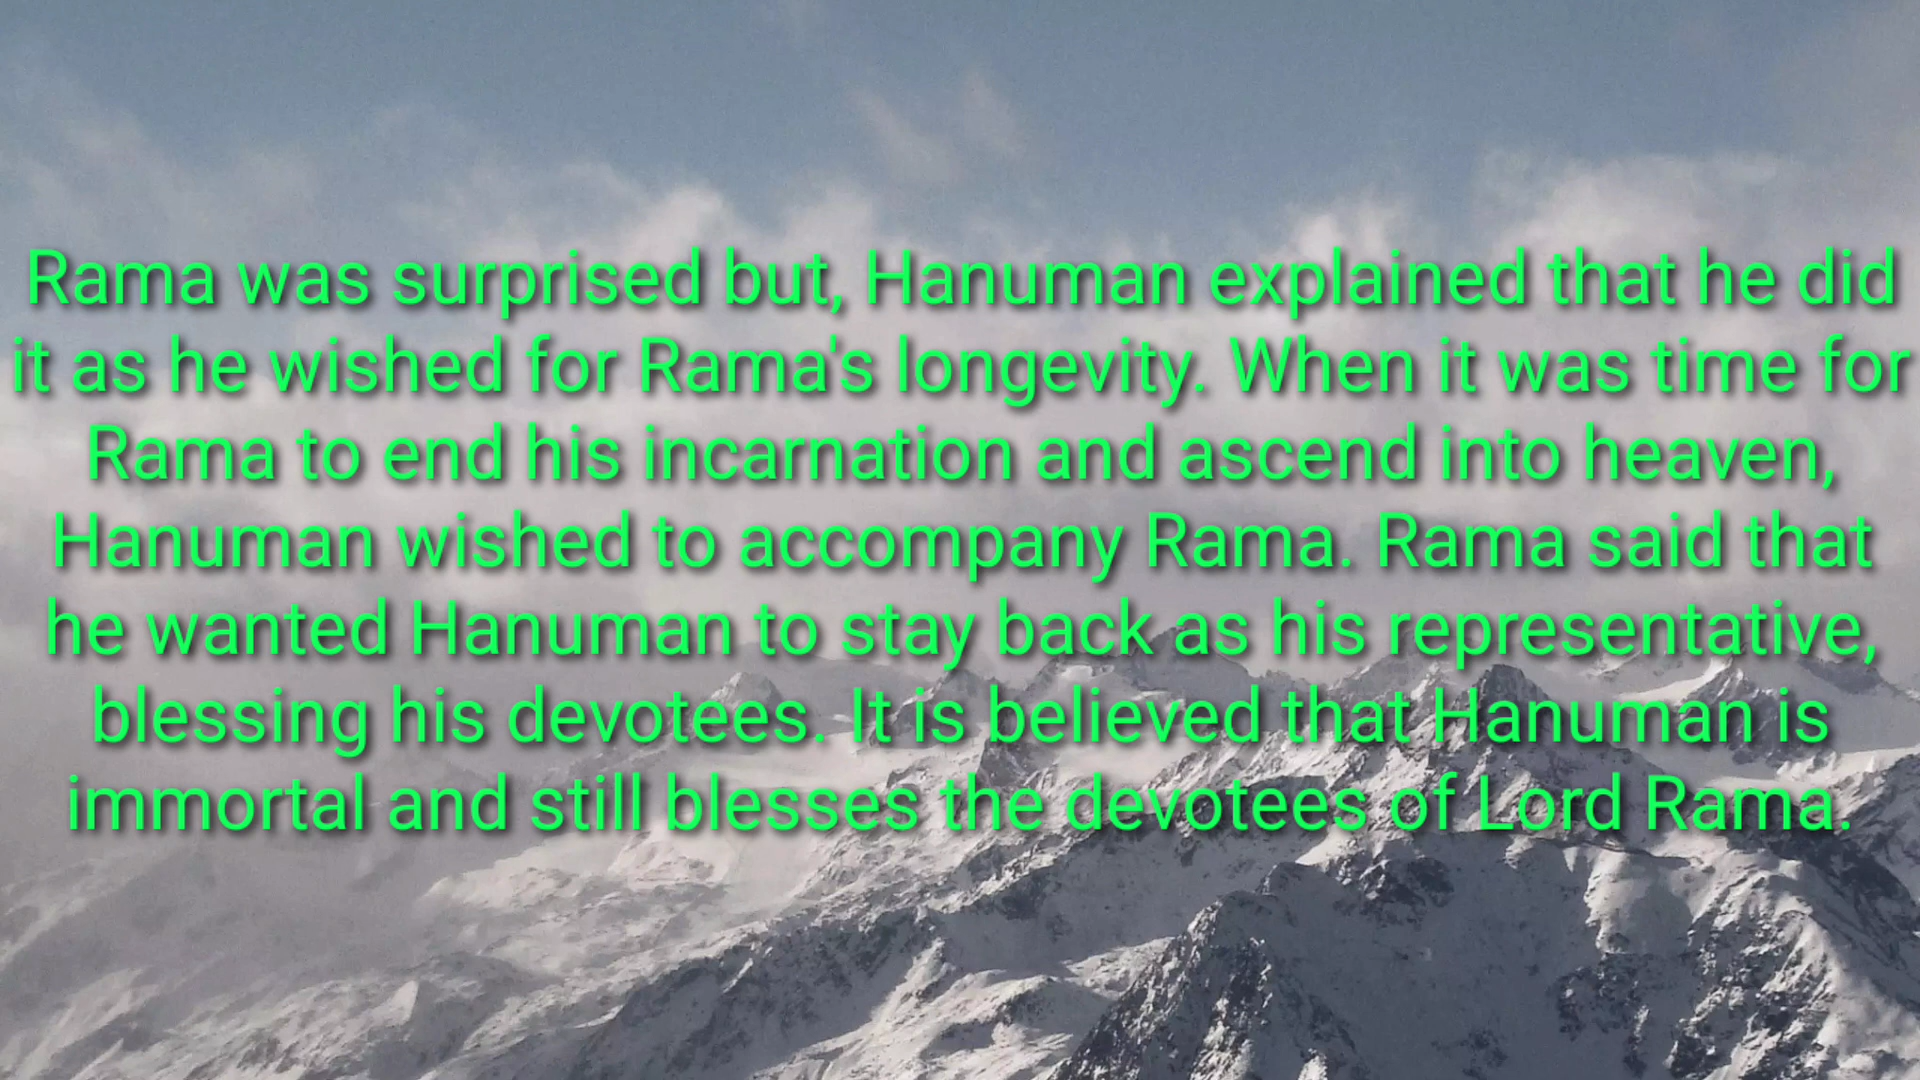 Rama was surprised but, Hanuman explained that he did
it as he wished for Rama's longevity. When it was time for
Rama to end his incarnation and ascend into heaven,
Hanuman wished to accompany Rama. Rama said that
he wanted Hanuman to stay back as his representative,
blessing his devotees. It is believed that Hanuman is
immortal and still blesses the devotees of Lord Rama.